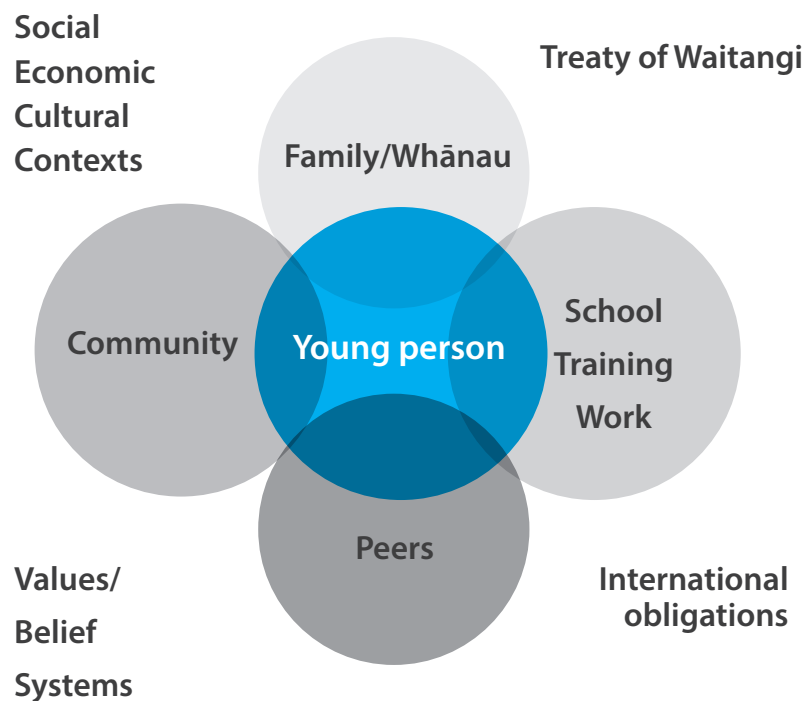 Social
Economic
Cultural
Contexts
Treaty of Waitangi
Family/Whānau
Community
Young person
School
Training
Work
Peers
Values/
Belief
Systems
International
obligations